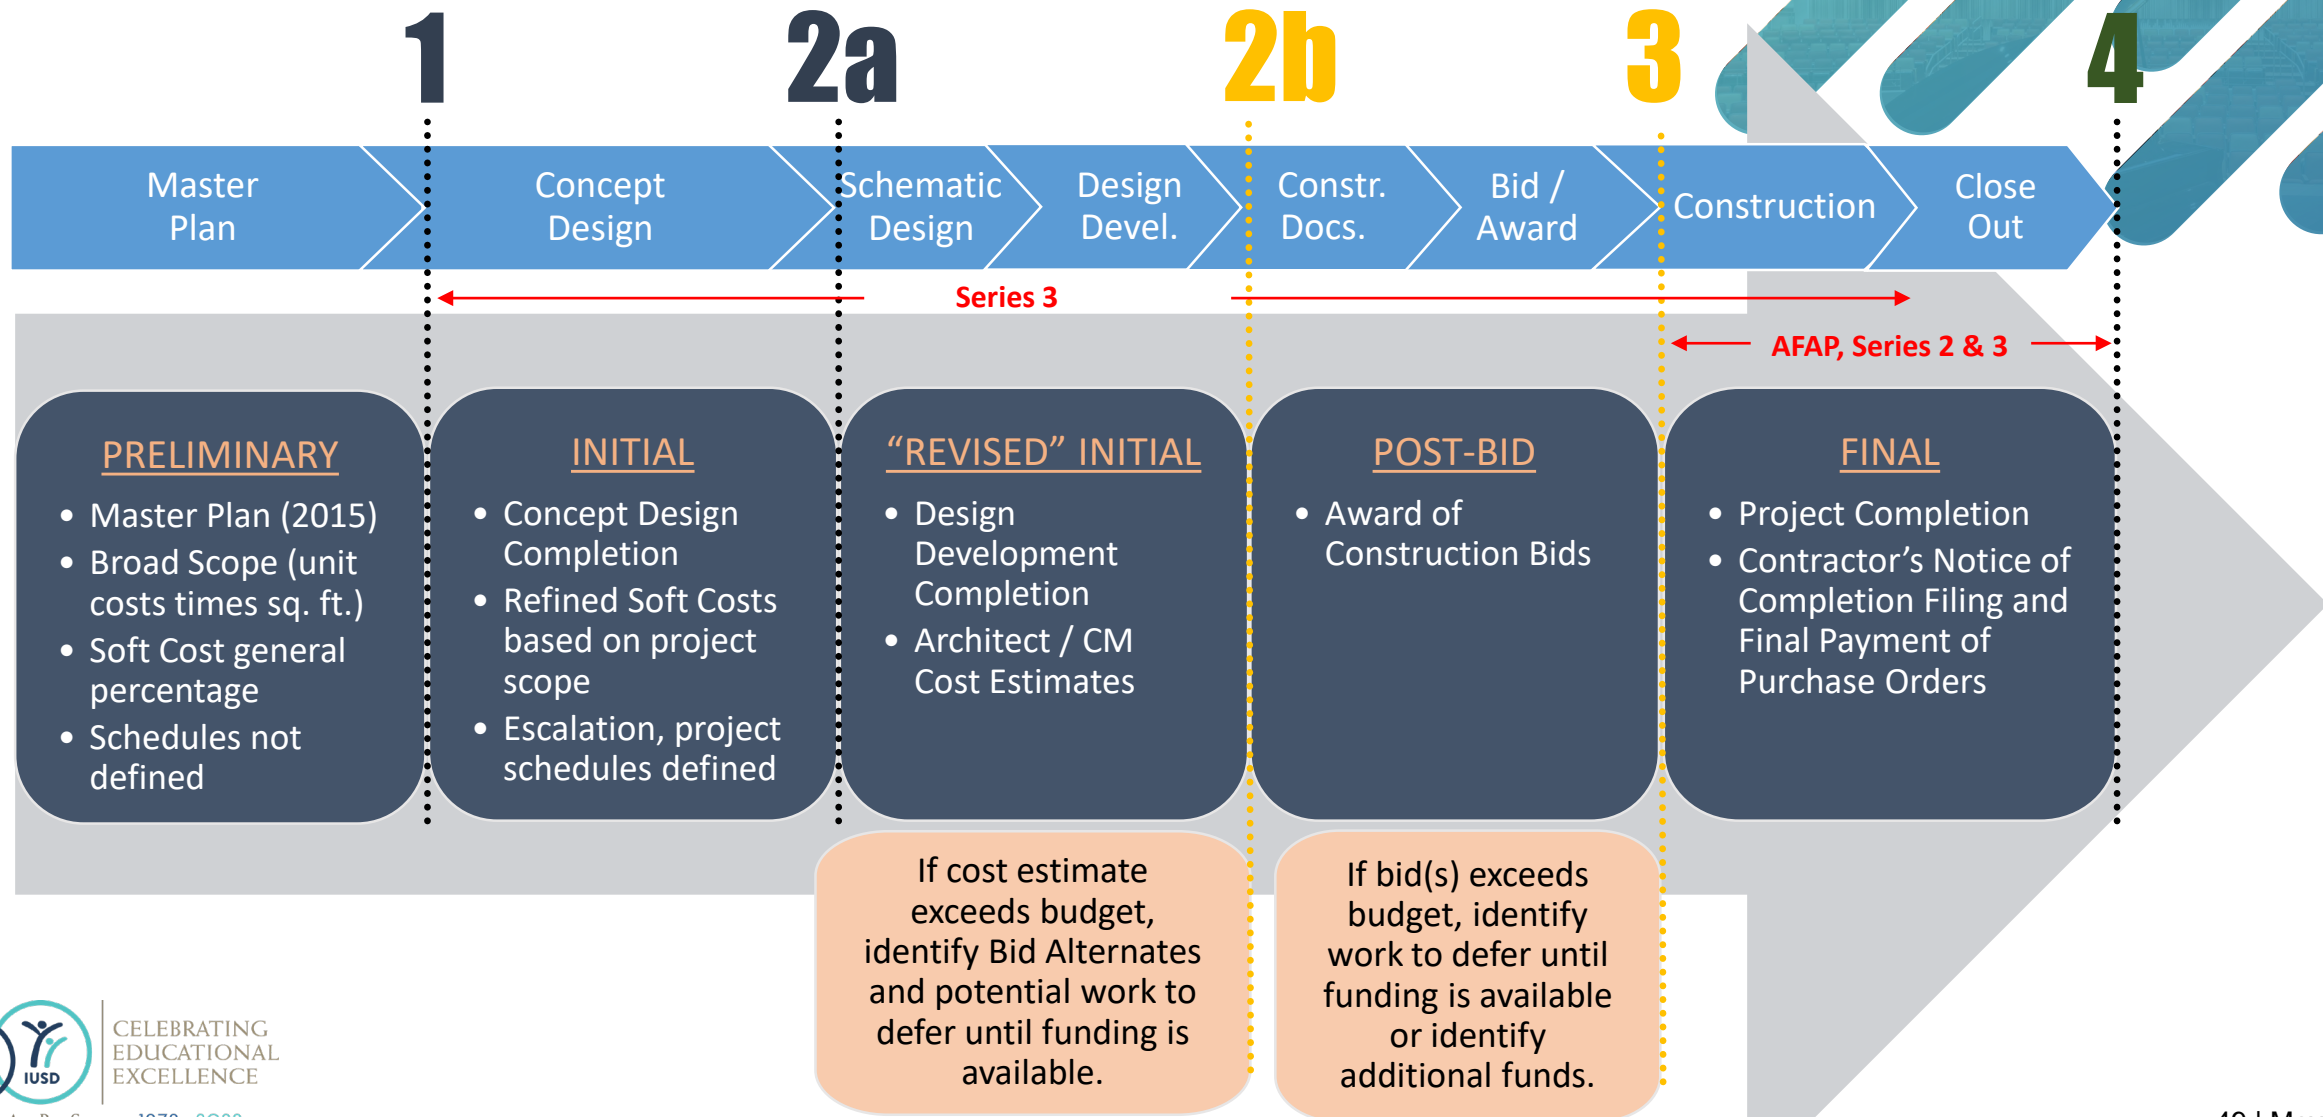 1
2a
2b
3
4
Master
Plan
Concept
Design
Schematic
Design
Design
Devel.
Constr.
Docs.
Bid /
Award
Construction
Close
Out
Series 3
AFAP, Series 2 & 3
PRELIMINARY
• Master Plan (2015)
• Broad Scope (unit
costs times sq. ft.)
• Soft Cost general
percentage
• Schedules not
defined
INITIAL
• Concept Design
Completion
• Refined Soft Costs
based on project
scope
• Escalation, project
schedules defined
“REVISED” INITIAL
• Design
Development
Completion
• Architect / CM
Cost Estimates
POST-BID
• Award of
Construction Bids
FINAL
• Project Completion
• Contractor’s Notice of
Completion Filing and
Final Payment of
Purchase Orders
If cost estimate
exceeds budget,
identify Bid Alternates
and potential work to
defer until funding is
available.
If bid(s) exceeds
budget, identify
work to defer until
funding is available
or identify
additional funds.
IUSD
CELEBRATING
EDUCATIONAL
EXCELLENCE